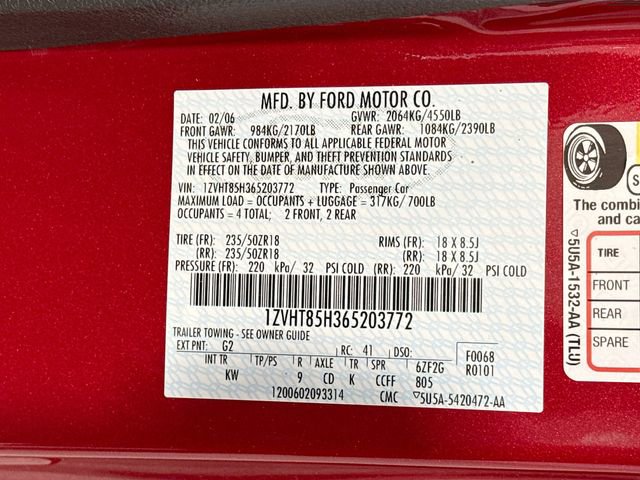 MFD. BY FORD MOTOR CO.
02/06 GVWR: 2064KG/4550LB
FRONT GAWR: 984KG/2170LB REAR GAWR: 1084KG/2390LB
THIS VEHICLE CONFORMS TO ALL APPLICABLE FEDERAL MOTOR
VEHICLE SAFETY, BUMPER, AND THEFT PREVENTION STANDARDS
IN EFFECT ON THE DATE OF MANUFACTURE SHOWN ABOVE.
VIN: 1ZVHT85H365203772 TYPE: Passenger Car
MAXIMUM LOAD = OCCUPANTS + LUGGAGE = 317KG/700LB
OCCUPANTS = 4 TOTAL; 2 FRONT, 2 REAR
TIRE (FR): 235/50ZR18 RIMS (FR): 18 X 8.5J
(RR): 235/50ZR18 (RR): 18 X 8.5J
PRESSURE (FR): 220 kPa/ 32 PSI COLD (RR): 220 kPa/ 32 PSI COLD
1ZVHT85H365203772
TRAILER TOWING - SEE OWNER GUIDE
EXT PNT: G2 RC: 41 DSO: F0068
INT TR TP/PS R AXLE TR SPR 6ZF2G R0101
KW 9 CD K CCFF 805
1200602093314 CMC ▽5U5A-5420472-AA
The combin
and ca
TIRE
FRONT
REAR
SPARE
▽5U5A-1532-AA (TLU)